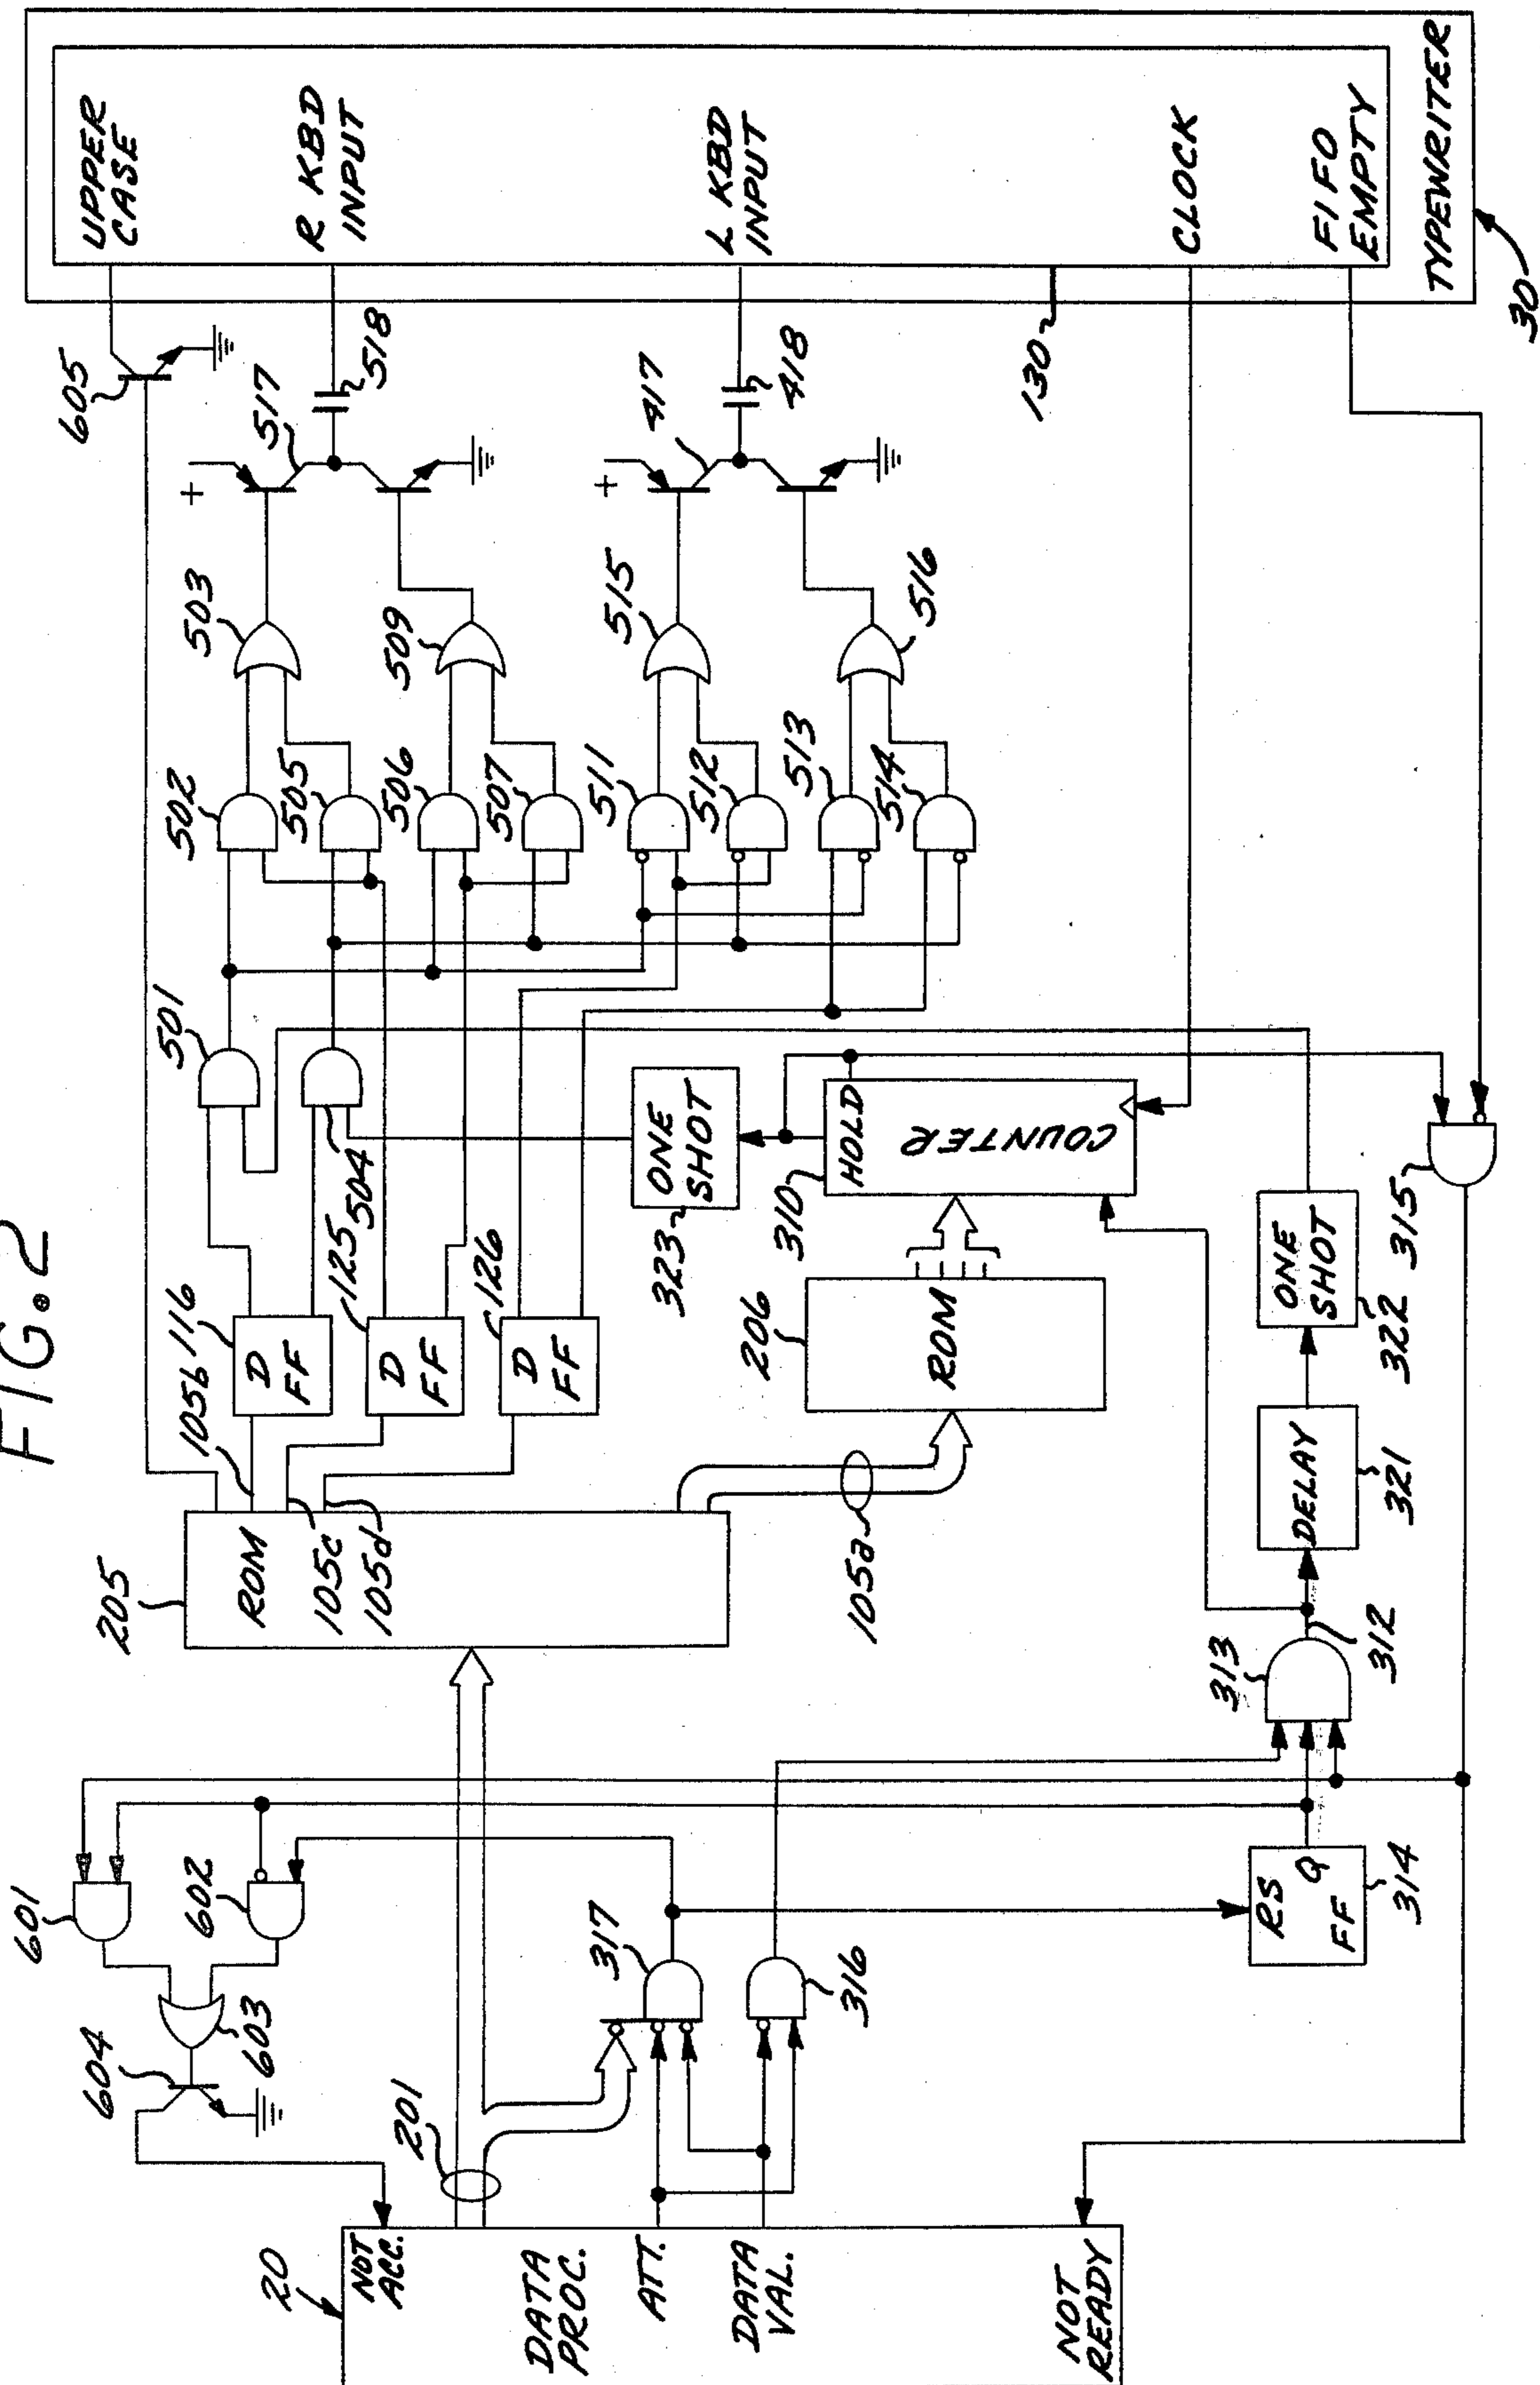 FIG. 2
UPPER
CASE
R KBD
INPUT
L KBD
INPUT
CLOCK
FIFO
EMPTY
TYPEWRITER
30
130
605
517
518
417
418
503
509
515
516
502
505
506
507
511
512
513
514
501
504
105b
116
D
FF
125
D
FF
126
D
FF
323
ONE
SHOT
310
HOLD
COUNTER
206
ROM
ONE
SHOT
322
315
205
ROM
105c
105d
105a
DELAY
321
313
312
601
602
603
604
317
316
RS
Q
FF
314
201
20
NOT
ACC.
DATA
PROC.
ATT.
DATA
VAL.
NOT
READY
+
+